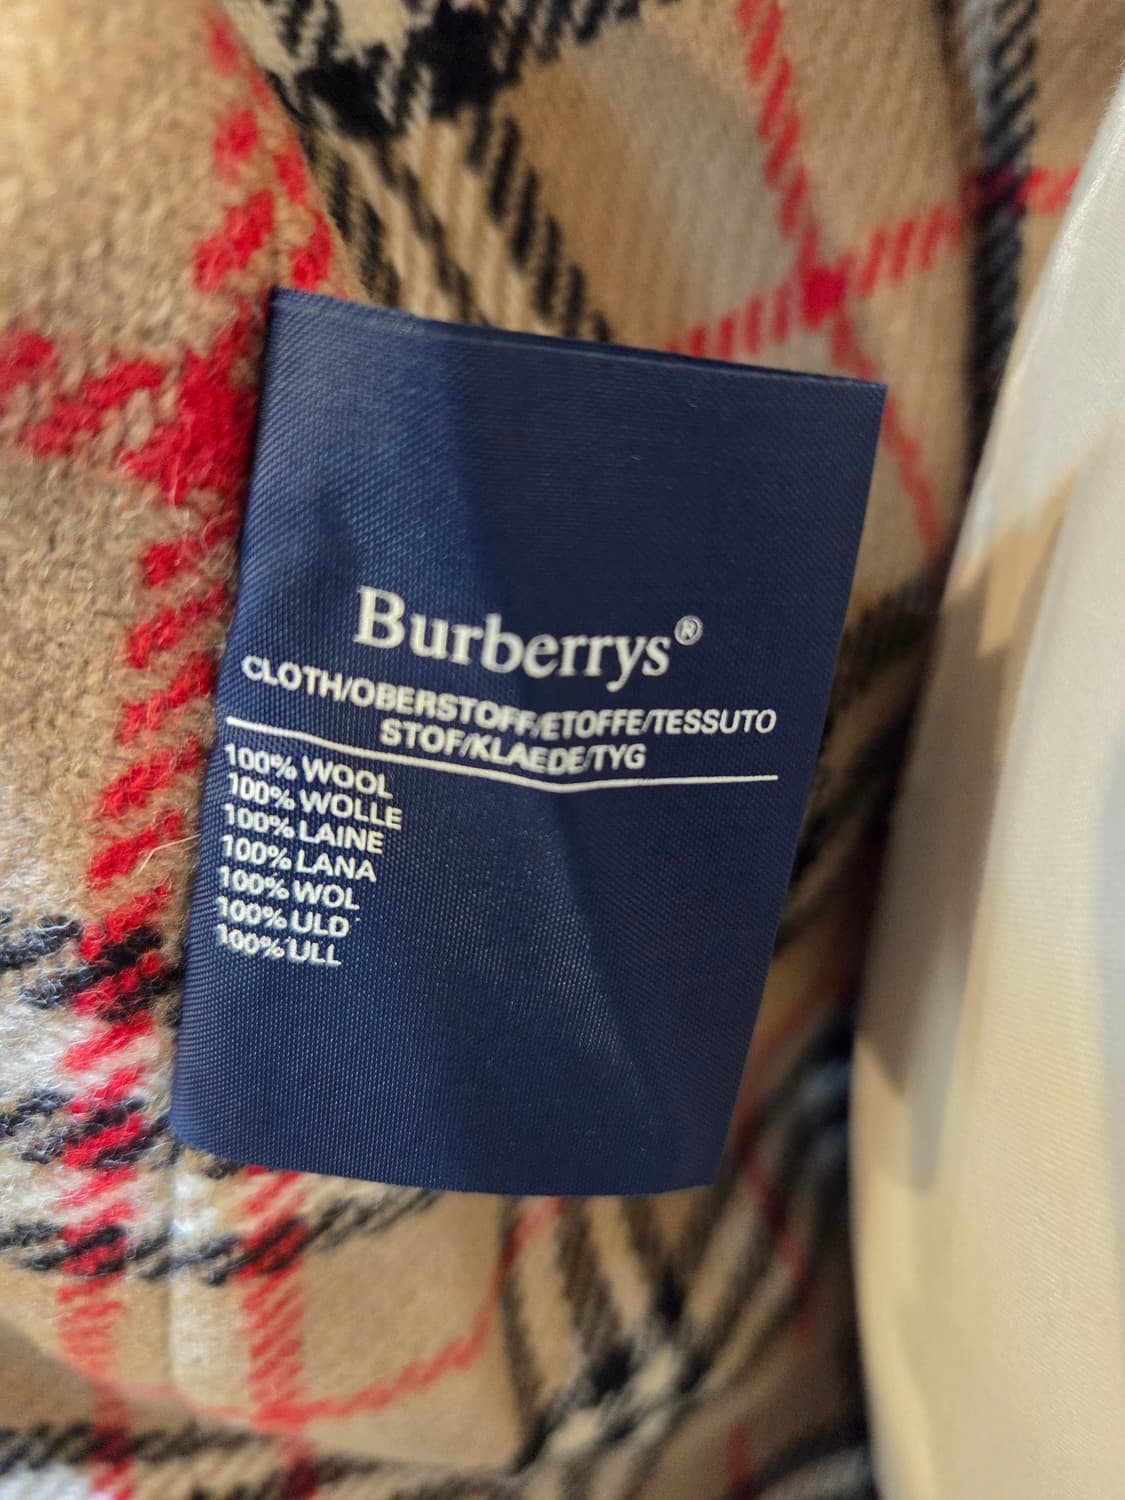 Burberrys®
CLOTH/OBERSTOFF/ETOFFE/TESSUTO
STOF/KLAEDE/TYG
100% WOOL
100% WOLLE
100% LAINE
100% LANA
100% WOL
100% ULD
100% ULL